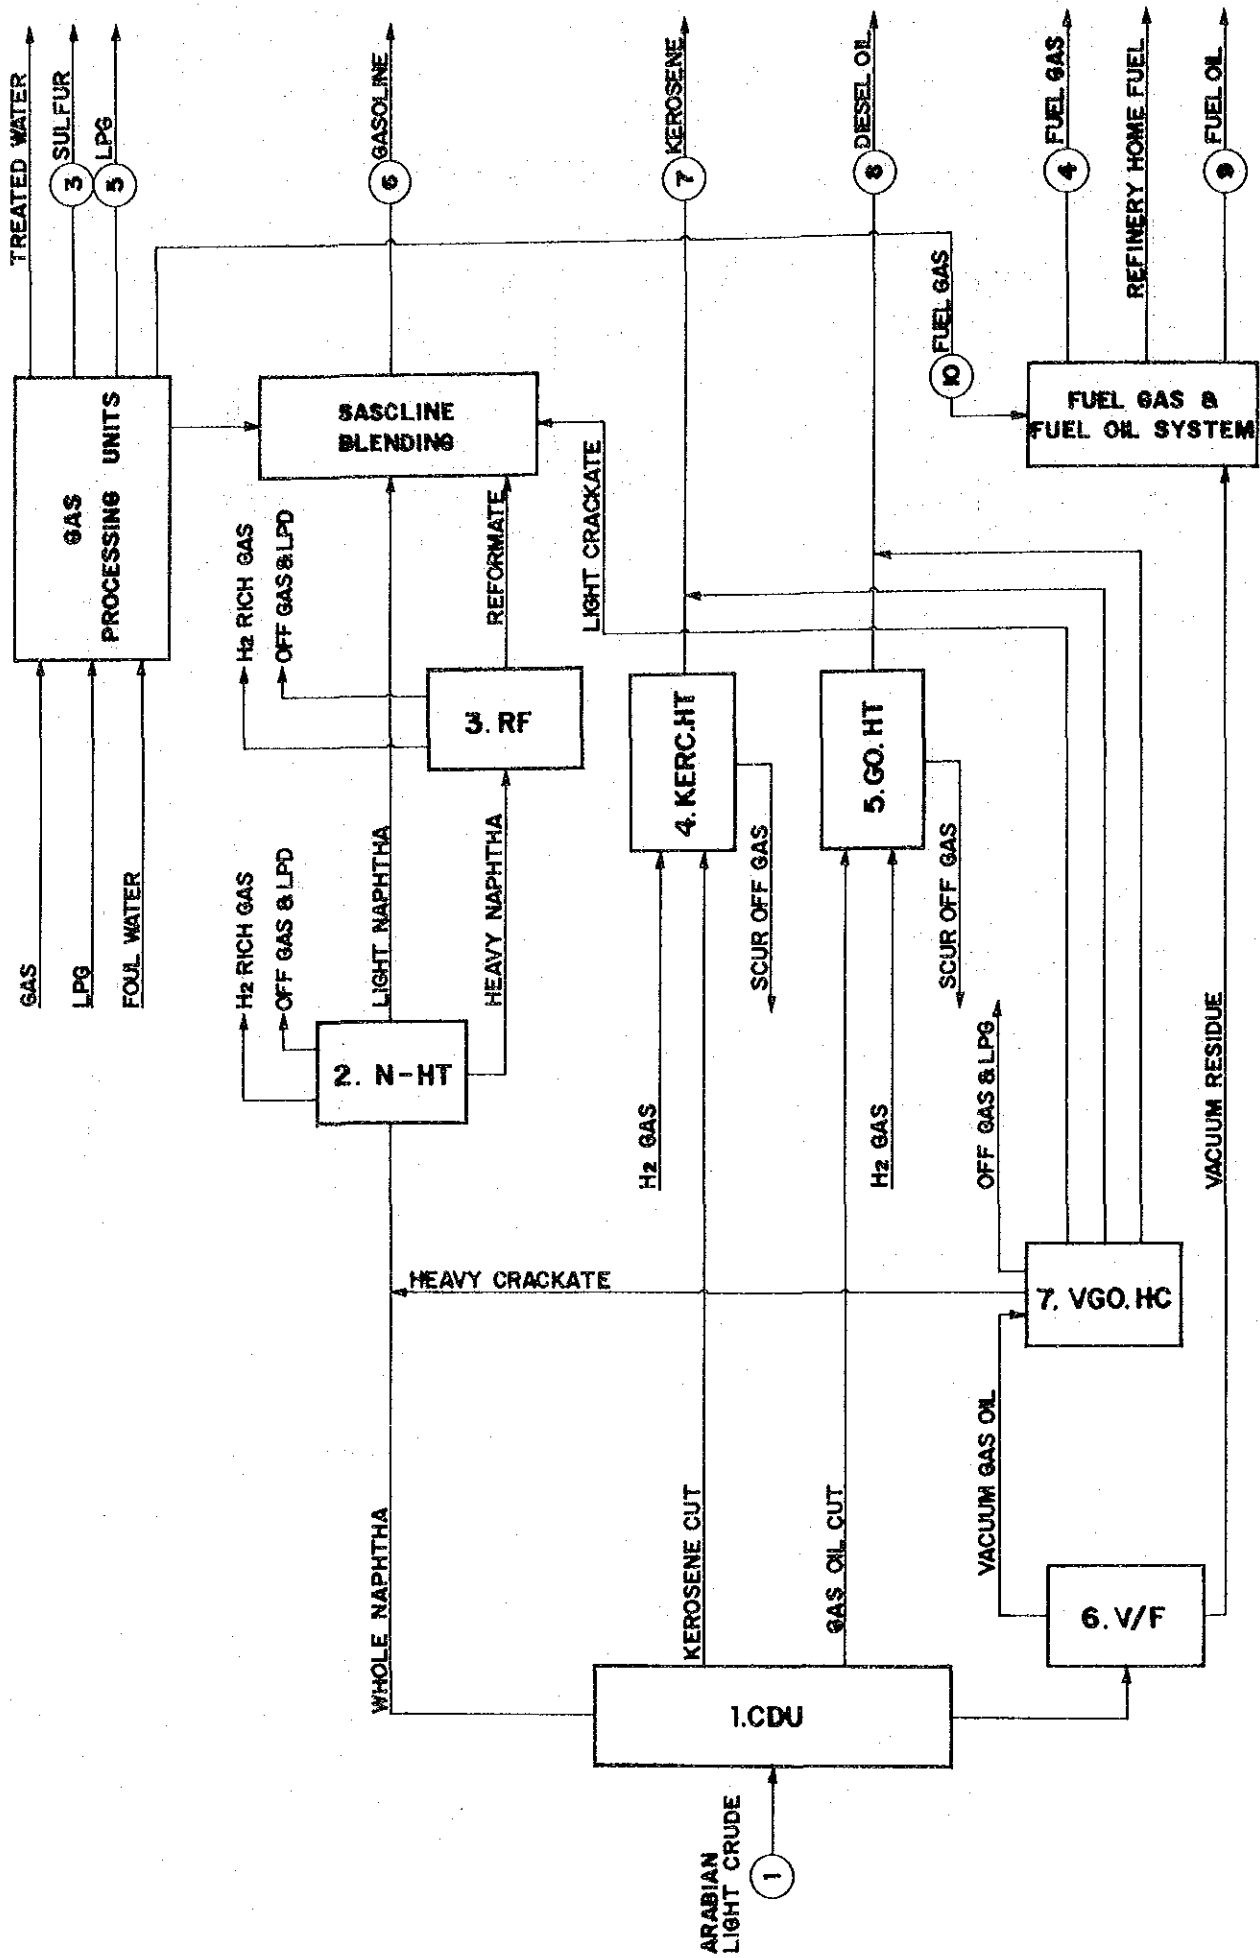 TREATED WATER
3
SULFUR
5
LPG
GAS
PROCESSING UNITS
GAS
LPG
FOUL WATER
SASCLINE
BLENDING
6
GASOLINE
H2 RICH GAS
OFF GAS & LPD
H2 RICH GAS
OFF GAS & LPD
LIGHT NAPHTHA
REFORMATE
3. RF
HEAVY NAPHTHA
2. N-HT
WHOLE NAPHTHA
HEAVY CRACKATE
LIGHT CRACKATE
7
KEROSENE
4. KERC.HT
H2 GAS
SCUR OFF GAS
KEROSENE CUT
8
DIESEL OIL
5. GO. HT
H2 GAS
SCUR OFF GAS
GAS OIL CUT
ARABIAN
LIGHT CRUDE
1
1.CDU
10
FUEL GAS
OFF GAS & LPG
VACUUM GAS OIL
7. VGO. HC
6. V/F
4
FUEL GAS
REFINERY HOME FUEL
9
FUEL OIL
FUEL GAS &
FUEL OIL SYSTEM
VACUUM RESIDUE